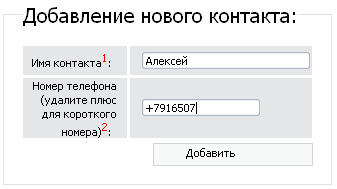 Добавление нового контакта:
Имя контакта1:
Алексей
Номер телефона
(удалите плюс
для короткого
номера)2:
+7916507
Добавить